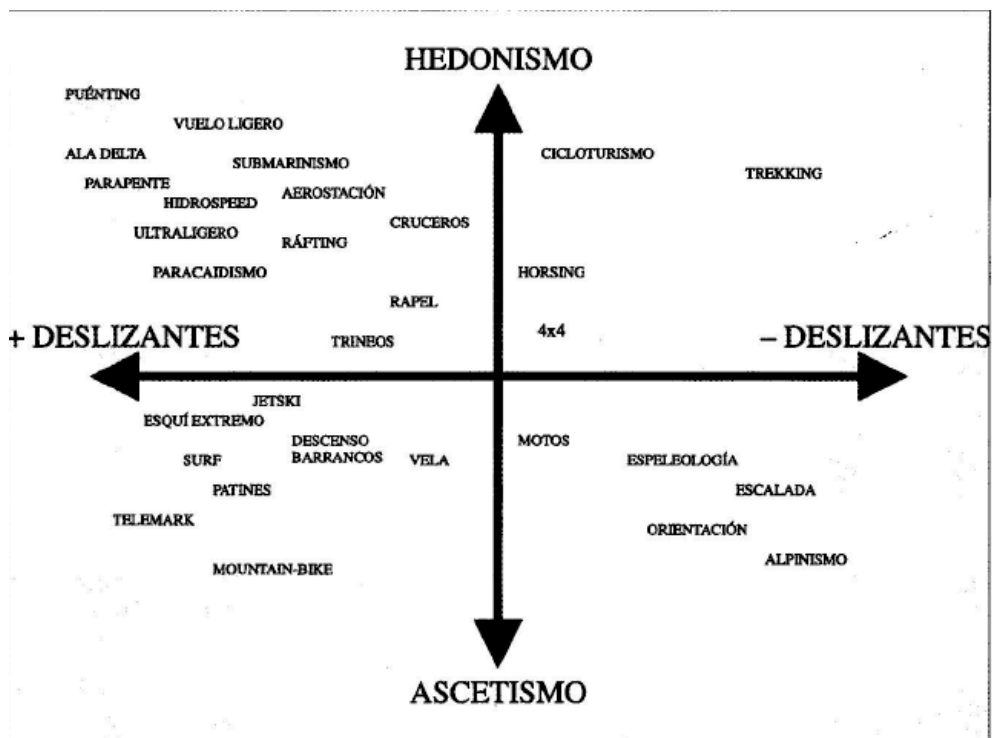 HEDONISMO
PUÉNTING
VUELO LIGERO
ALA DELTA
SUBMARINISMO
CICLOTURISMO
TREKKING
PARAPENTE
AEROSTACIÓN
HIDROSPEED
CRUCEROS
ULTRALIGERO
RÁFTING
PARACAIDISMO
HORSING
RAPEL
+ DESLIZANTES
TRINEOS
4x4
– DESLIZANTES
JETSKI
ESQUÍ EXTREMO
DESCENSO
BARRANCOS
MOTOS
SURF
VELA
ESPELEOLOGÍA
PATINES
ESCALADA
TELEMARK
ORIENTACIÓN
MOUNTAIN-BIKE
ALPINISMO
ASCETISMO